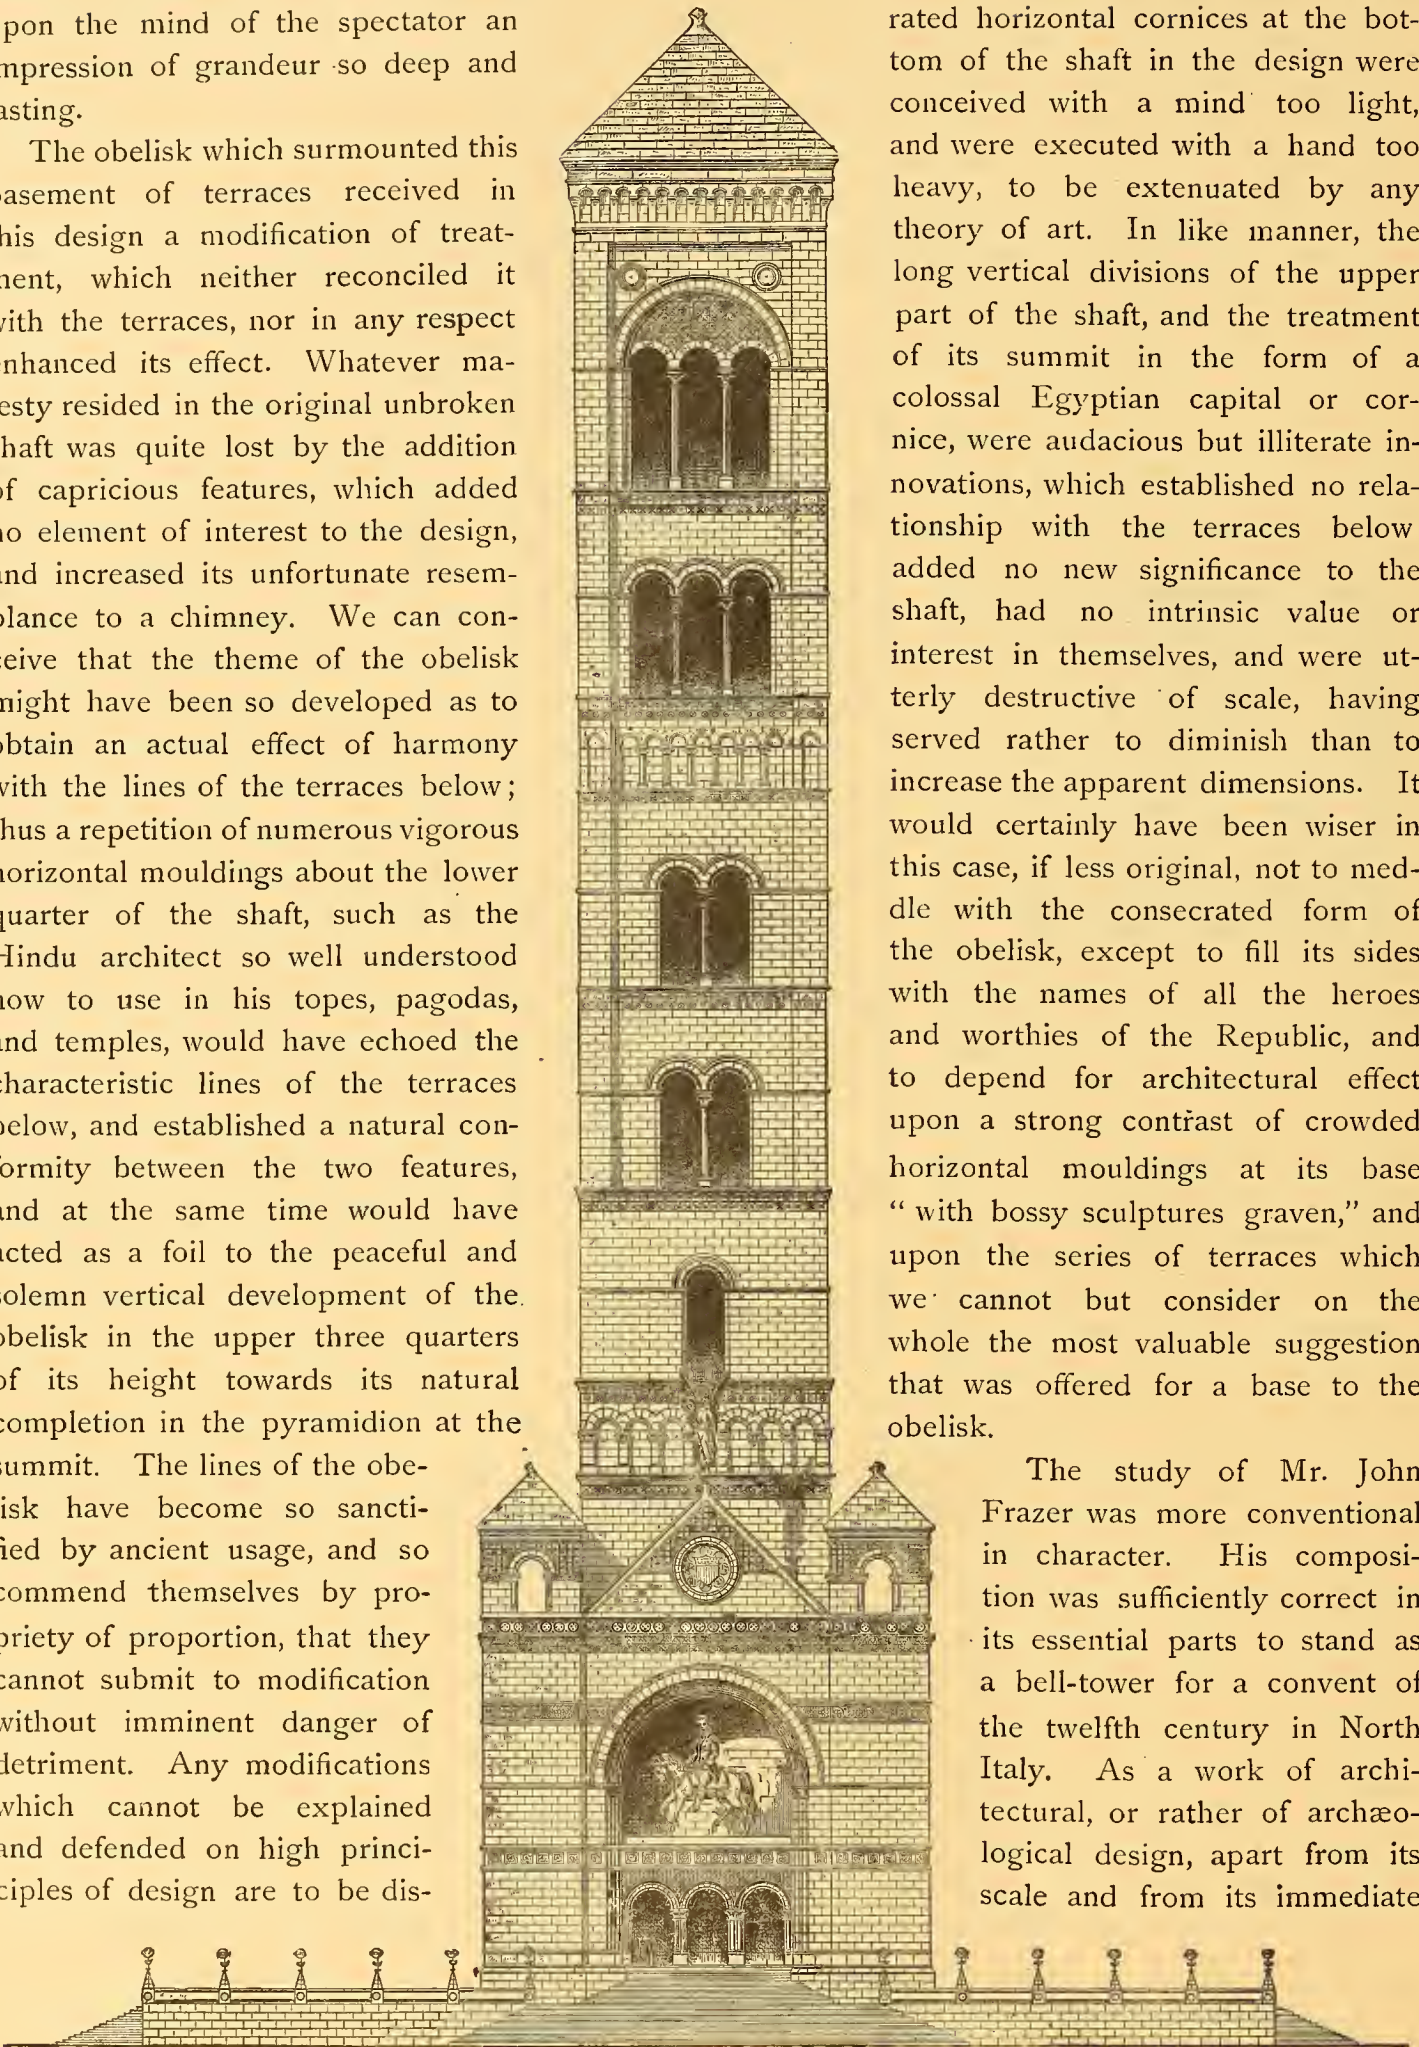 pon the mind of the spectator an
mpression of grandeur so deep and
asting.
The obelisk which surmounted this
basement of terraces received in
his design a modification of treat-
ment, which neither reconciled it
with the terraces, nor in any respect
enhanced its effect. Whatever ma-
jesty resided in the original unbroken
shaft was quite lost by the addition
of capricious features, which added
no element of interest to the design,
and increased its unfortunate resem-
blance to a chimney. We can con-
ceive that the theme of the obelisk
might have been so developed as to
obtain an actual effect of harmony
with the lines of the terraces below;
thus a repetition of numerous vigorous
horizontal mouldings about the lower
quarter of the shaft, such as the
Hindu architect so well understood
how to use in his topes, pagodas,
and temples, would have echoed the
characteristic lines of the terraces
below, and established a natural con-
formity between the two features,
and at the same time would have
acted as a foil to the peaceful and
solemn vertical development of the
obelisk in the upper three quarters
of its height towards its natural
completion in the pyramidion at the
summit. The lines of the obe-
lisk have become so sancti-
fied by ancient usage, and so
commend themselves by pro-
priety of proportion, that they
cannot submit to modification
without imminent danger of
detriment. Any modifications
which cannot be explained
and defended on high princi-
ciples of design are to be dis-
rated horizontal cornices at the bot-
tom of the shaft in the design were
conceived with a mind too light,
and were executed with a hand too
heavy, to be extenuated by any
theory of art. In like manner, the
long vertical divisions of the upper
part of the shaft, and the treatment
of its summit in the form of a
colossal Egyptian capital or cor-
nice, were audacious but illiterate in-
novations, which established no rela-
tionship with the terraces below
added no new significance to the
shaft, had no intrinsic value or
interest in themselves, and were ut-
terly destructive of scale, having
served rather to diminish than to
increase the apparent dimensions. It
would certainly have been wiser in
this case, if less original, not to med-
dle with the consecrated form of
the obelisk, except to fill its sides
with the names of all the heroes
and worthies of the Republic, and
to depend for architectural effect
upon a strong contrast of crowded
horizontal mouldings at its base
“with bossy sculptures graven,” and
upon the series of terraces which
we cannot but consider on the
whole the most valuable suggestion
that was offered for a base to the
obelisk.
The study of Mr. John
Frazer was more conventional
in character. His composi-
tion was sufficiently correct in
its essential parts to stand as
a bell-tower for a convent of
the twelfth century in North
Italy. As a work of archi-
tectural, or rather of archæo-
logical design, apart from its
scale and from its immediate